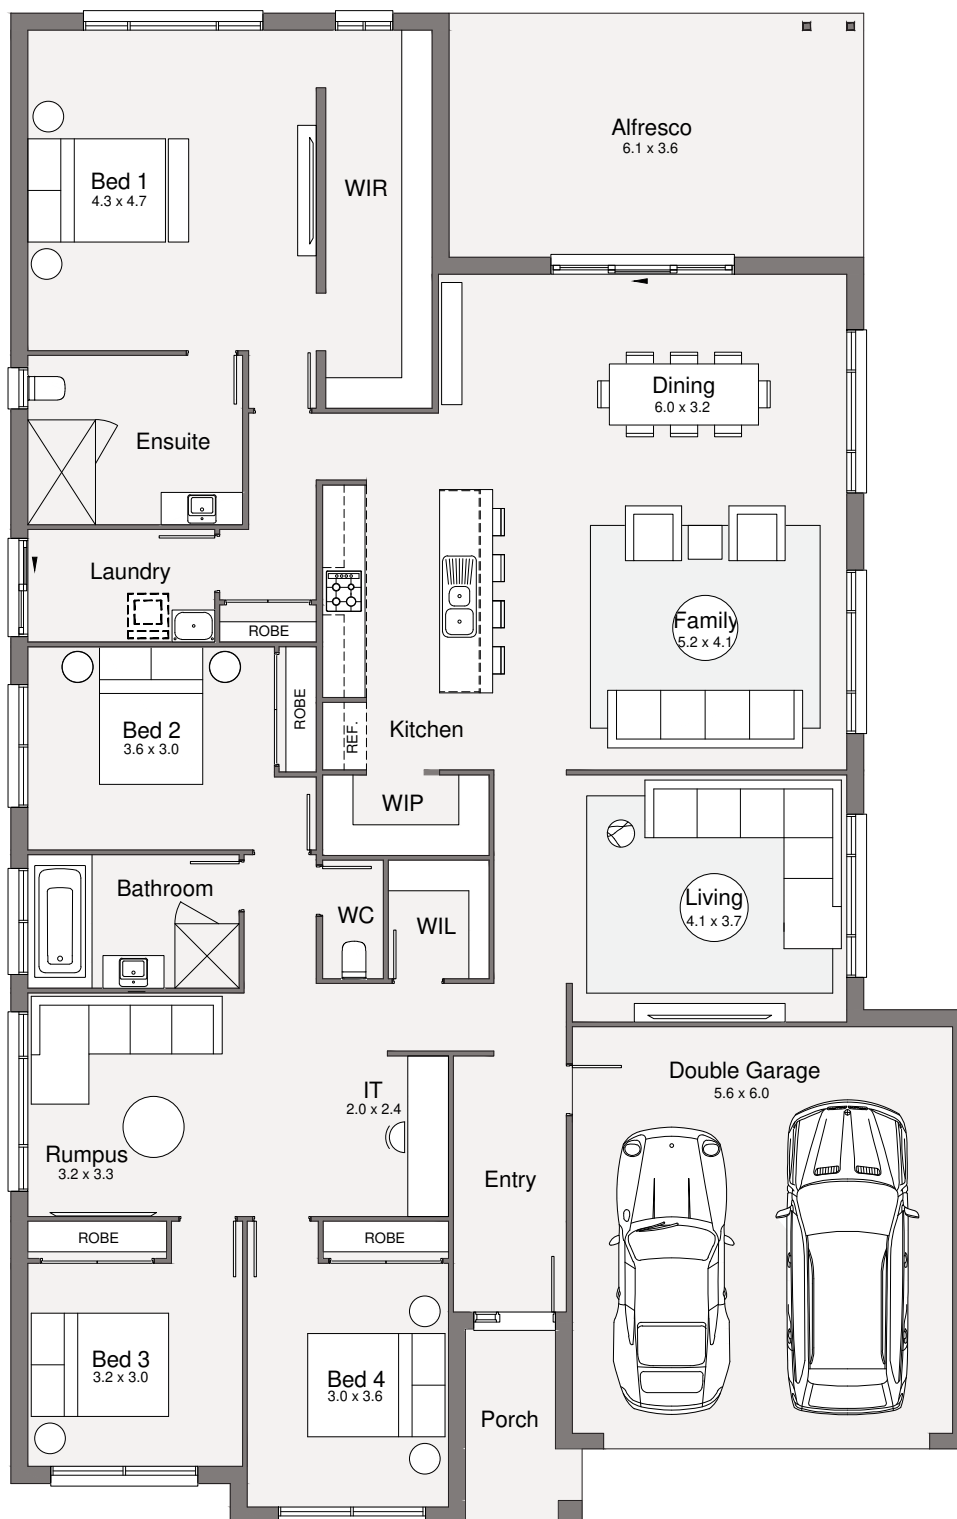 Alfresco
6.1 x 3.6
Bed 1
4.3 x 4.7
WIR
Dining
6.0 x 3.2
Ensuite
Laundry
ROBE
Family
5.2 x 4.1
ROBE
Bed 2
3.6 x 3.0
REF.
Kitchen
WIP
Bathroom
WC
WIL
Living
4.1 x 3.7
Double Garage
5.6 x 6.0
IT
2.0 x 2.4
Rumpus
3.2 x 3.3
Entry
ROBE
ROBE
Bed 3
3.2 x 3.0
Bed 4
3.0 x 3.6
Porch